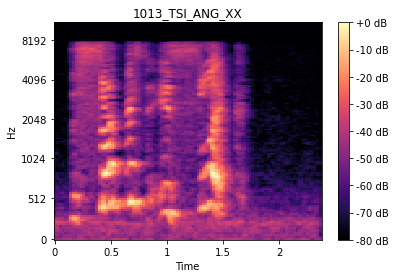 1013_TSI_ANG_XX
+0 dB
8192
-10 dB
4096
-20 dB
-30 dB
2048
Hz
-40 dB
1024
-50 dB
512
-60 dB
-70 dB
0
-80 dB
0 0.5 1 1.5 2
Time